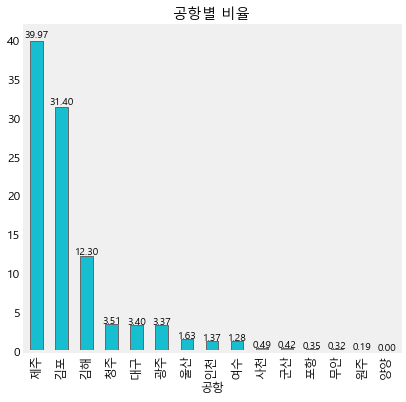 공항별 비율
40
35
30
25
20
15
10
5
0
39.97
31.40
12.30
3.51
3.40
3.37
1.63
1.37
1.28
0.49
0.42
0.35
0.32
0.19
0.00
제주
김포
김해
청주
대구
광주
울산
인천
여수
사천
군산
포항
무안
원주
양양
공항